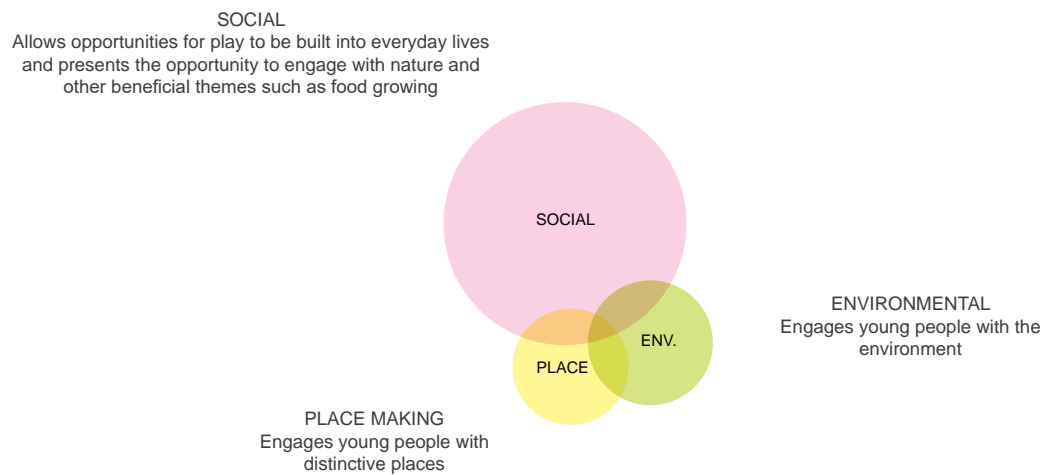 SOCIAL
Allows opportunities for play to be built into everyday lives
and presents the opportunity to engage with nature and
other beneficial themes such as food growing
SOCIAL
ENVIRONMENTAL
Engages young people with the
environment
ENV.
PLACE
PLACE MAKING
Engages young people with
distinctive places